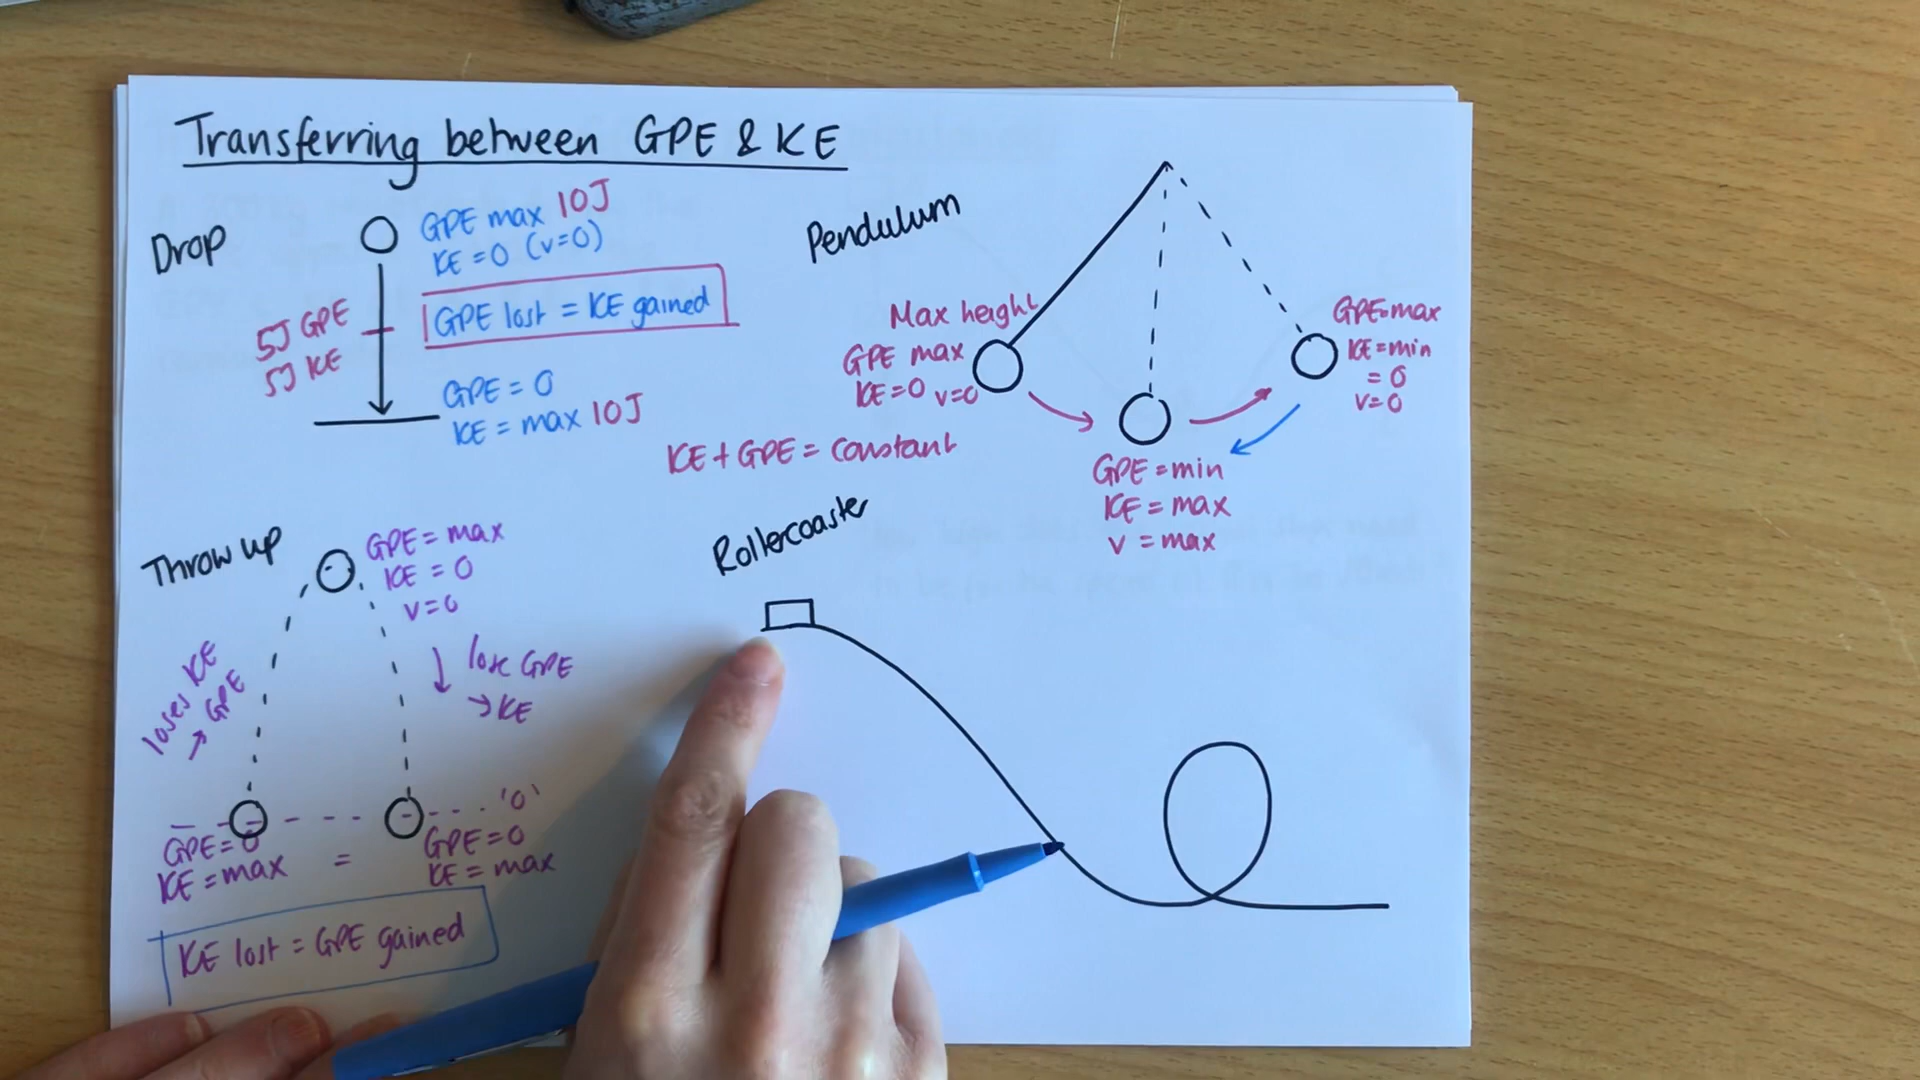 Transferring between GPE & KE
Drop
GPE max 10J
KE = 0 (v=0)
GPE lost = KE gained
5J GPE
5J KE
GPE = 0
KE = max 10J
Pendulum
Max height
GPE max
KE=0 v=0
GPE=max
KE=min
= 0
v=0
KE + GPE = constant
GPE = min
KE = max
v = max
Throw up
GPE = max
KE = 0
v=0
loses KE
→ GPE
lose GPE
→ KE
'0'
GPE=0
KE = max
=
GPE=0
KE = max
KE lost = GPE gained
Rollercoaster